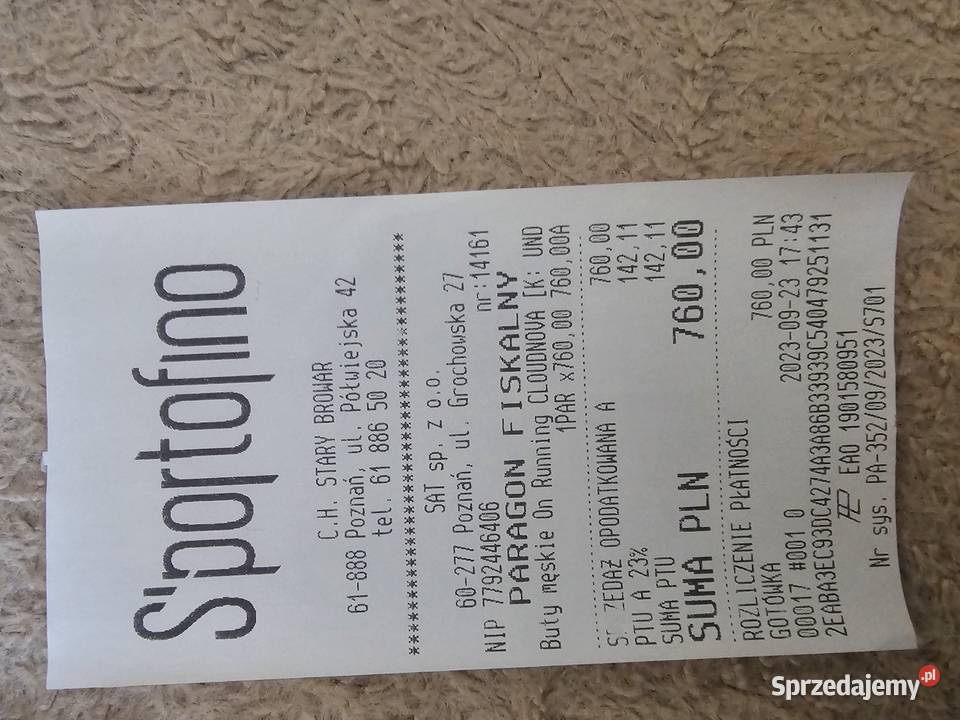 S'portofino
C.H. STARY BROWAR
61-888 Poznań, ul. Półwiejska 42
tel. 61 886 50 20
****************************************
SAT sp. z o.o.
60-277 Poznań, ul. Grochowska 27
NIP 7792446406 nr:14161
PARAGON FISKALNY
Buty męskie On Running CLOUDNOVA [K: UND
1PAR x760,00 760,00A
OPODATKOWANA A 760,00
PTU A 23% 142,11
SUMA PTU 142,11
SUMA PLN 760,00
ROZLICZENIE PŁATNOŚCI
GOTÓWKA 760,00 PLN
00017 #001 0 2023-09-23 17:43
2EABA3EC93DC4274A3A86B33939C540479251131
EAO 1901580951
Nr sys. PA-352/09/2023/S701
Sprzedajemy.pl